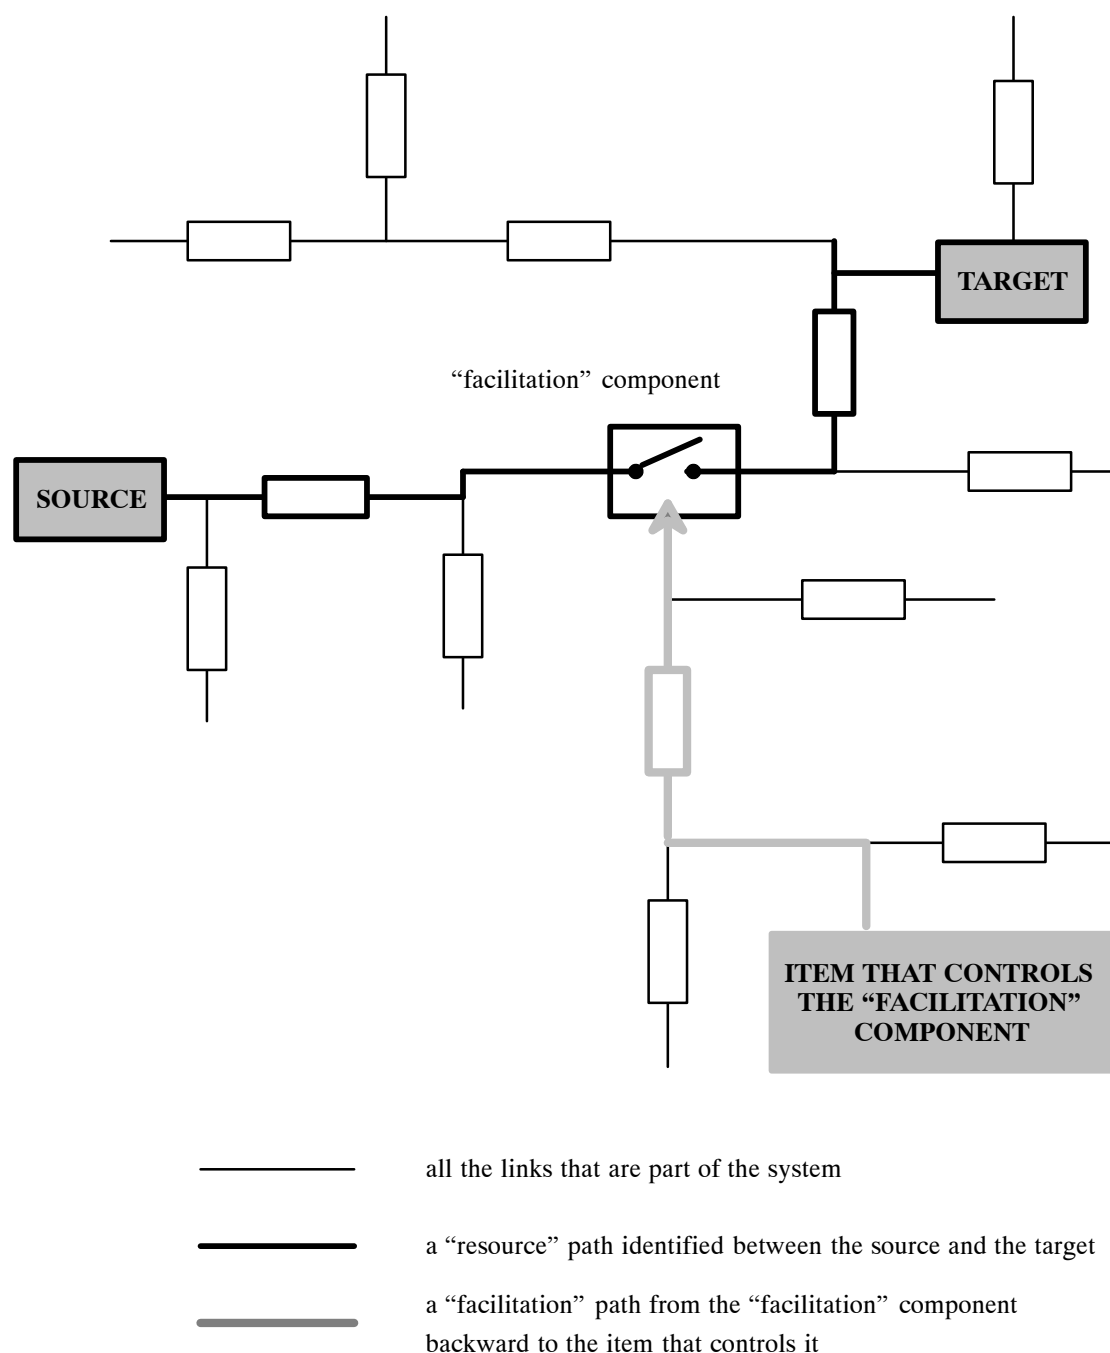 TARGET
“facilitation” component
SOURCE
ITEM THAT CONTROLS
THE “FACILITATION”
COMPONENT
all the links that are part of the system
a “resource” path identified between the source and the target
a “facilitation” path from the “facilitation” component
backward to the item that controls it